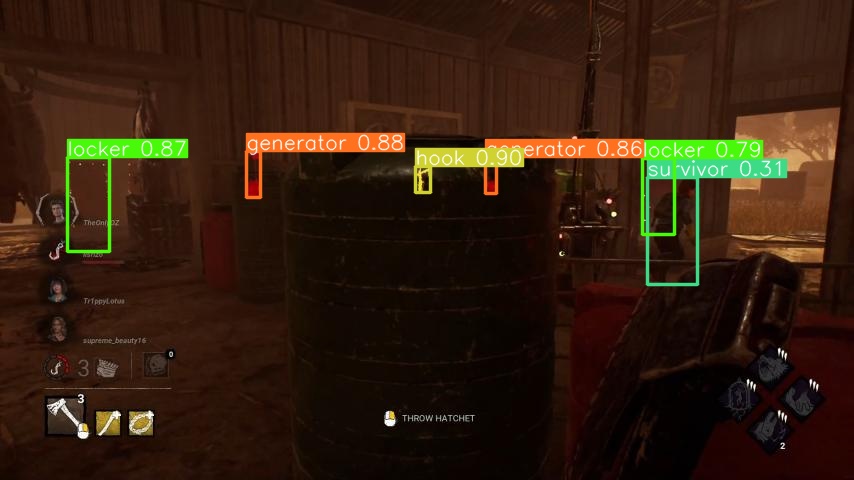 locker 0.87
generator 0.88
hook 0.90
generator 0.86
locker 0.79
survivor 0.31
Tr1ppyLotus
supreme_beauty16
3
0
3
THROW HATCHET
2